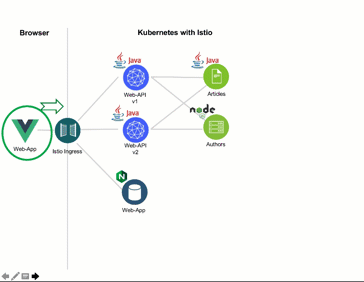 Browser
Kubernetes with Istio
Java
Java
Java
Web-API
v1
Articles
Java
node
Web-App
Istio Ingress
Web-API
v2
Authors
N
Web-App